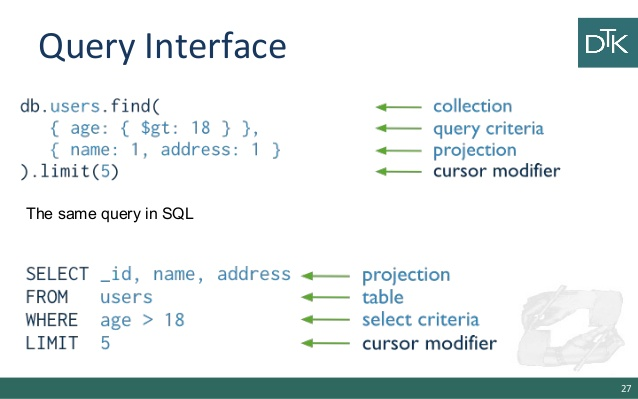 Query Interface
DTK
db.users.find(
{ age: { $gt: 18 } },
{ name: 1, address: 1 }
).limit(5)
collection
query criteria
projection
cursor modifier
The same query in SQL
SELECT _id, name, address
FROM users
WHERE age > 18
LIMIT 5
projection
table
select criteria
cursor modifier
27